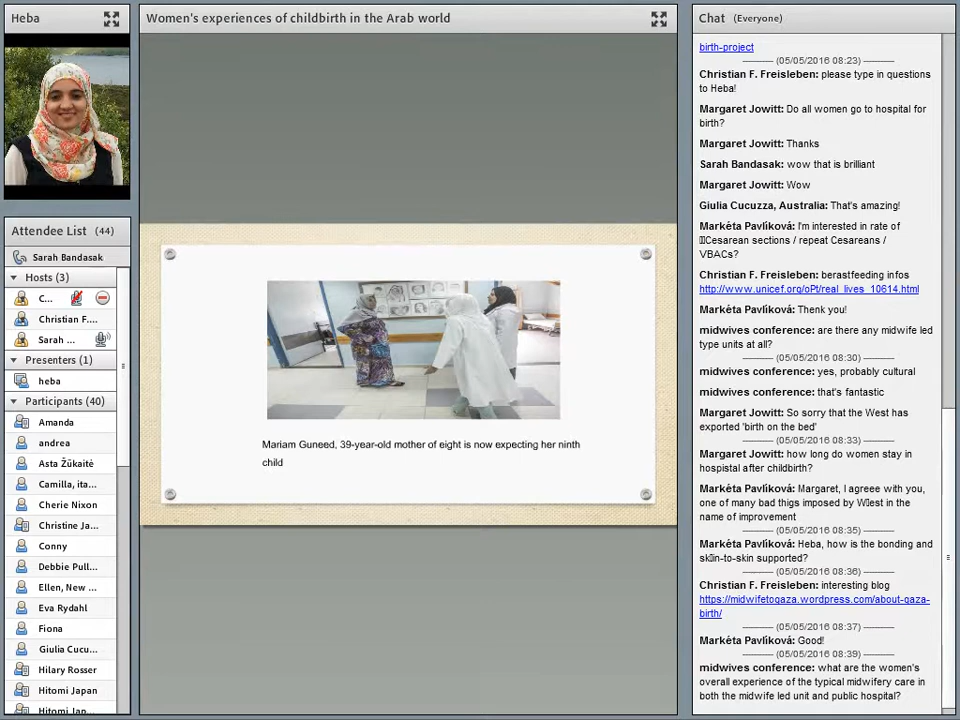 Heba
Women's experiences of childbirth in the Arab world
Chat (Everyone)
Attendee List (44)
Sarah Bandasak
Hosts (3)
C...
Christian F....
Sarah ...
Presenters (1)
heba
Participants (40)
Amanda
andrea
Asta Žūkaitė
Camilla, ita...
Cherie Nixon
Christine Ja...
Conny
Debbie Pull...
Ellen, New ...
Eva Rydahl
Fiona
Giulia Cucu...
Hilary Rosser
Hitomi Japan
Hitomi Jap...
Mariam Guneed, 39-year-old mother of eight is now expecting her ninth
child
birth-project
(05/05/2016 08:23)
Christian F. Freisleben: please type in questions
to Heba!
Margaret Jowitt: Do all women go to hospital for
birth?
Margaret Jowitt: Thanks
Sarah Bandasak: wow that is brilliant
Margaret Jowitt: Wow
Giulia Cucuzza, Australia: That's amazing!
Markéta Pavlíková: I'm interested in rate of
Cesarean sections / repeat Cesareans /
VBACs?
Christian F. Freisleben: berastfeeding infos
http://www.unicef.org/oPt/real_lives_10614.html
Markéta Pavlíková: Thank you!
midwives conference: are there any midwife led
type units at all?
(05/05/2016 08:30)
midwives conference: yes, probably cultural
midwives conference: that's fantastic
Margaret Jowitt: So sorry that the West has
exported 'birth on the bed'
(05/05/2016 08:33)
Margaret Jowitt: how long do women stay in
hospistal after childbirth?
Markéta Pavlíková: Margaret, I agreee with you,
one of many bad thigs imposed by West in the
name of improvement
(05/05/2016 08:35)
Markéta Pavlíková: Heba, how is the bonding and
skin-to-skin supported?
(05/05/2016 08:36)
Christian F. Freisleben: interesting blog
https://midwifetogaza.wordpress.com/about-gaza-
birth/
(05/05/2016 08:37)
Markéta Pavlíková: Good!
(05/05/2016 08:39)
midwives conference: what are the women's
overall experience of the typical midwifery care in
both the midwife led unit and public hospital?